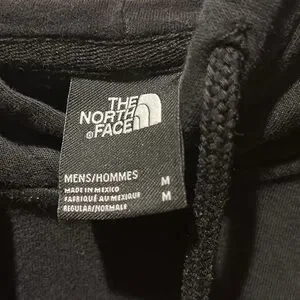 THE
NORTH
®FACE
MENS/HOMMES M
MADE IN MEXICO M
FABRIQUÉ AU MEXIQUE
REGULAR/NORMALE